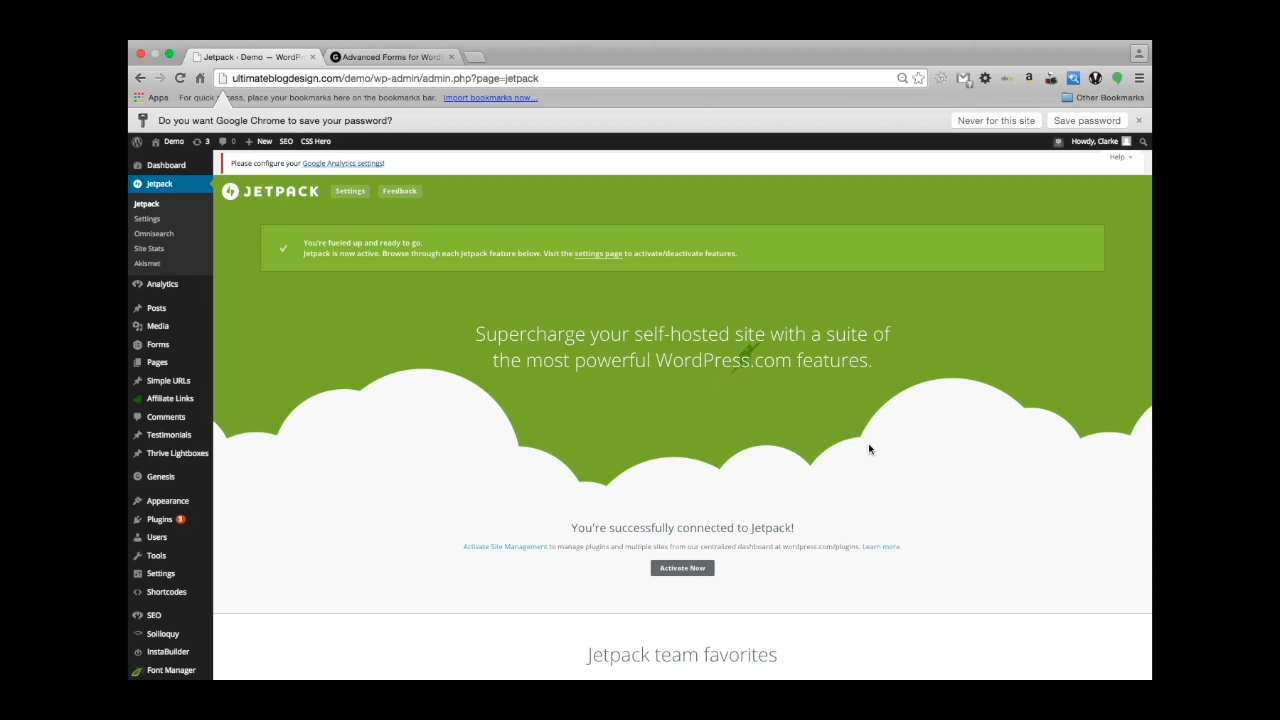 Jetpack ‹ Demo — WordPr
Advanced Forms for Word
ultimateblogdesign.com/demo/wp-admin/admin.php?page=jetpack
Apps
For quick
ess, place your bookmarks here on the bookmarks bar.
Import bookmarks now...
Other Bookmarks
Do you want Google Chrome to save your password?
Never for this site
Save password
Demo
3
0
+ New
SEO
CSS Hero
Howdy, Clarke
Dashboard
Jetpack
Jetpack
Settings
Omnisearch
Site Stats
Akismet
Analytics
Posts
Media
Forms
Pages
Simple URLs
Affiliate Links
Comments
Testimonials
Thrive Lightboxes
Genesis
Appearance
Plugins 3
Users
Tools
Settings
Shortcodes
SEO
Soliloquy
InstaBuilder
Font Manager
Please configure your Google Analytics settings!
Help
JETPACK
Settings
Feedback
You're fueled up and ready to go.
Jetpack is now active. Browse through each Jetpack feature below. Visit the settings page to activate/deactivate features.
Supercharge your self-hosted site with a suite of
the most powerful WordPress.com features.
You're successfully connected to Jetpack!
Activate Site Management to manage plugins and multiple sites from our centralized dashboard at wordpress.com/plugins. Learn more.
Activate Now
Jetpack team favorites